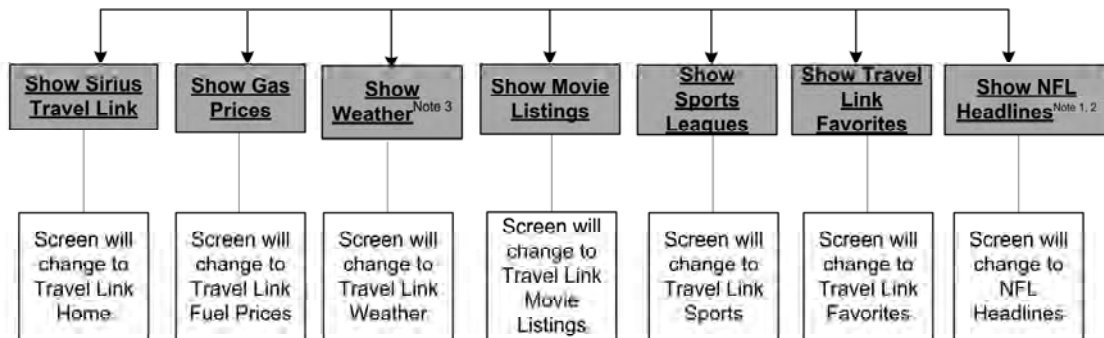 Show Sirius
Travel Link
Show Gas
Prices
Show
Weather Note 3
Show Movie
Listings
Show
Sports
Leagues
Show Travel
Link
Favorites
Show NFL
Headlines Note 1, 2
Screen will
change to
Travel Link
Home
Screen will
change to
Travel Link
Fuel Prices
Screen will
change to
Travel Link
Weather
Screen will
change to
Travel Link
Movie
Listings
Screen will
change to
Travel Link
Sports
Screen will
change to
Travel Link
Favorites
Screen will
change to
NFL
Headlines